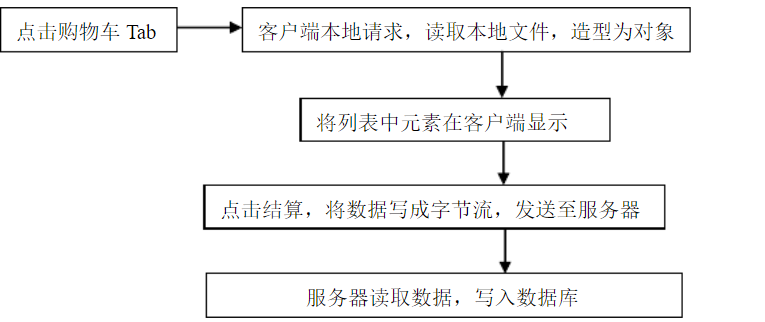 点击购物车 Tab
客户端本地请求，读取本地文件，造型为对象
将列表中元素在客户端显示
点击结算，将数据写成字节流，发送至服务器
服务器读取数据，写入数据库